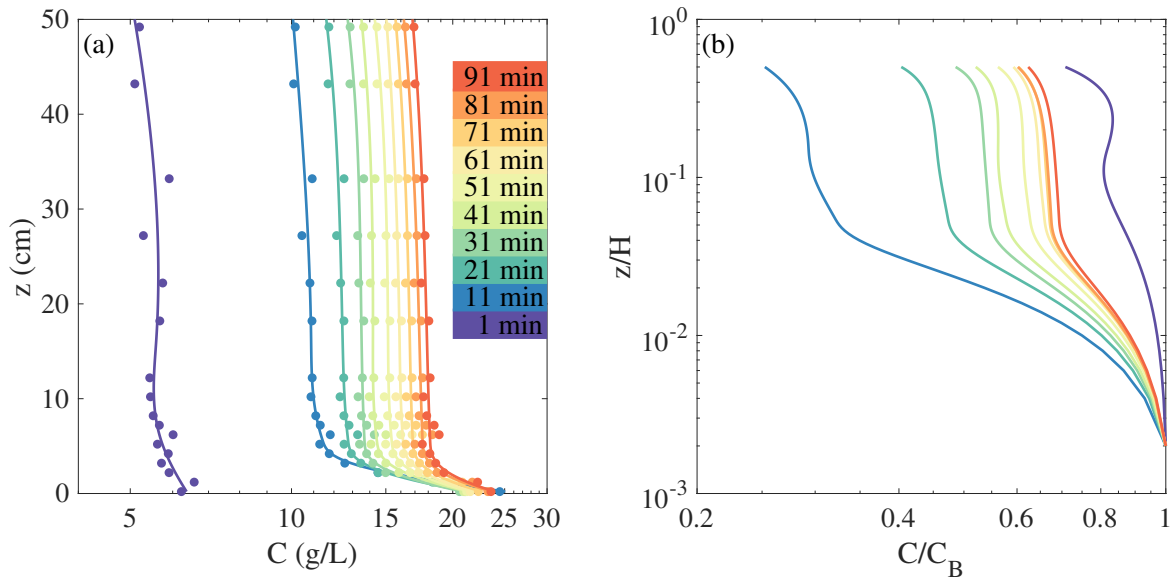 (a)
50
40
30
20
10
0
z (cm)
5
10
15
20
25
30
C (g/L)
91 min
81 min
71 min
61 min
51 min
41 min
31 min
21 min
11 min
1 min
(b)
10⁰
10⁻¹
10⁻²
10⁻³
z/H
0.2
0.4
0.6
0.8
1
C/C_B